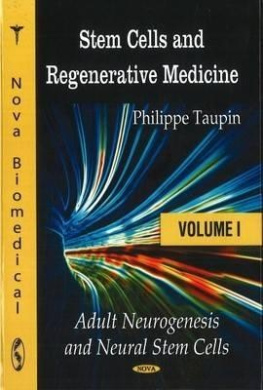 Stem Cells and
Regenerative Medicine
Philippe Taupin
Nova Biomedical
VOLUME I
Adult Neurogenesis
and Neural Stem Cells
NOVA